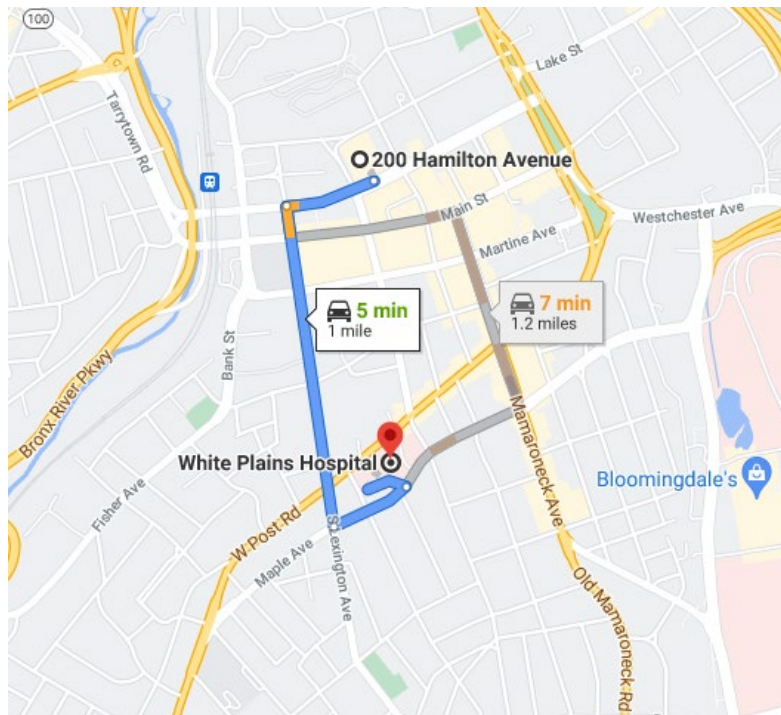 100
Tarrytown Rd
Lake St
200 Hamilton Avenue
Main St
Westchester Ave
Martine Ave
5 min
1 mile
7 min
1.2 miles
Bank St
Bronx River Pkwy
Mamaroneck Ave
White Plains Hospital
Bloomingdale's
Fisher Ave
W Post Rd
S Lexington Ave
Maple Ave
Old Mamaroneck Rd